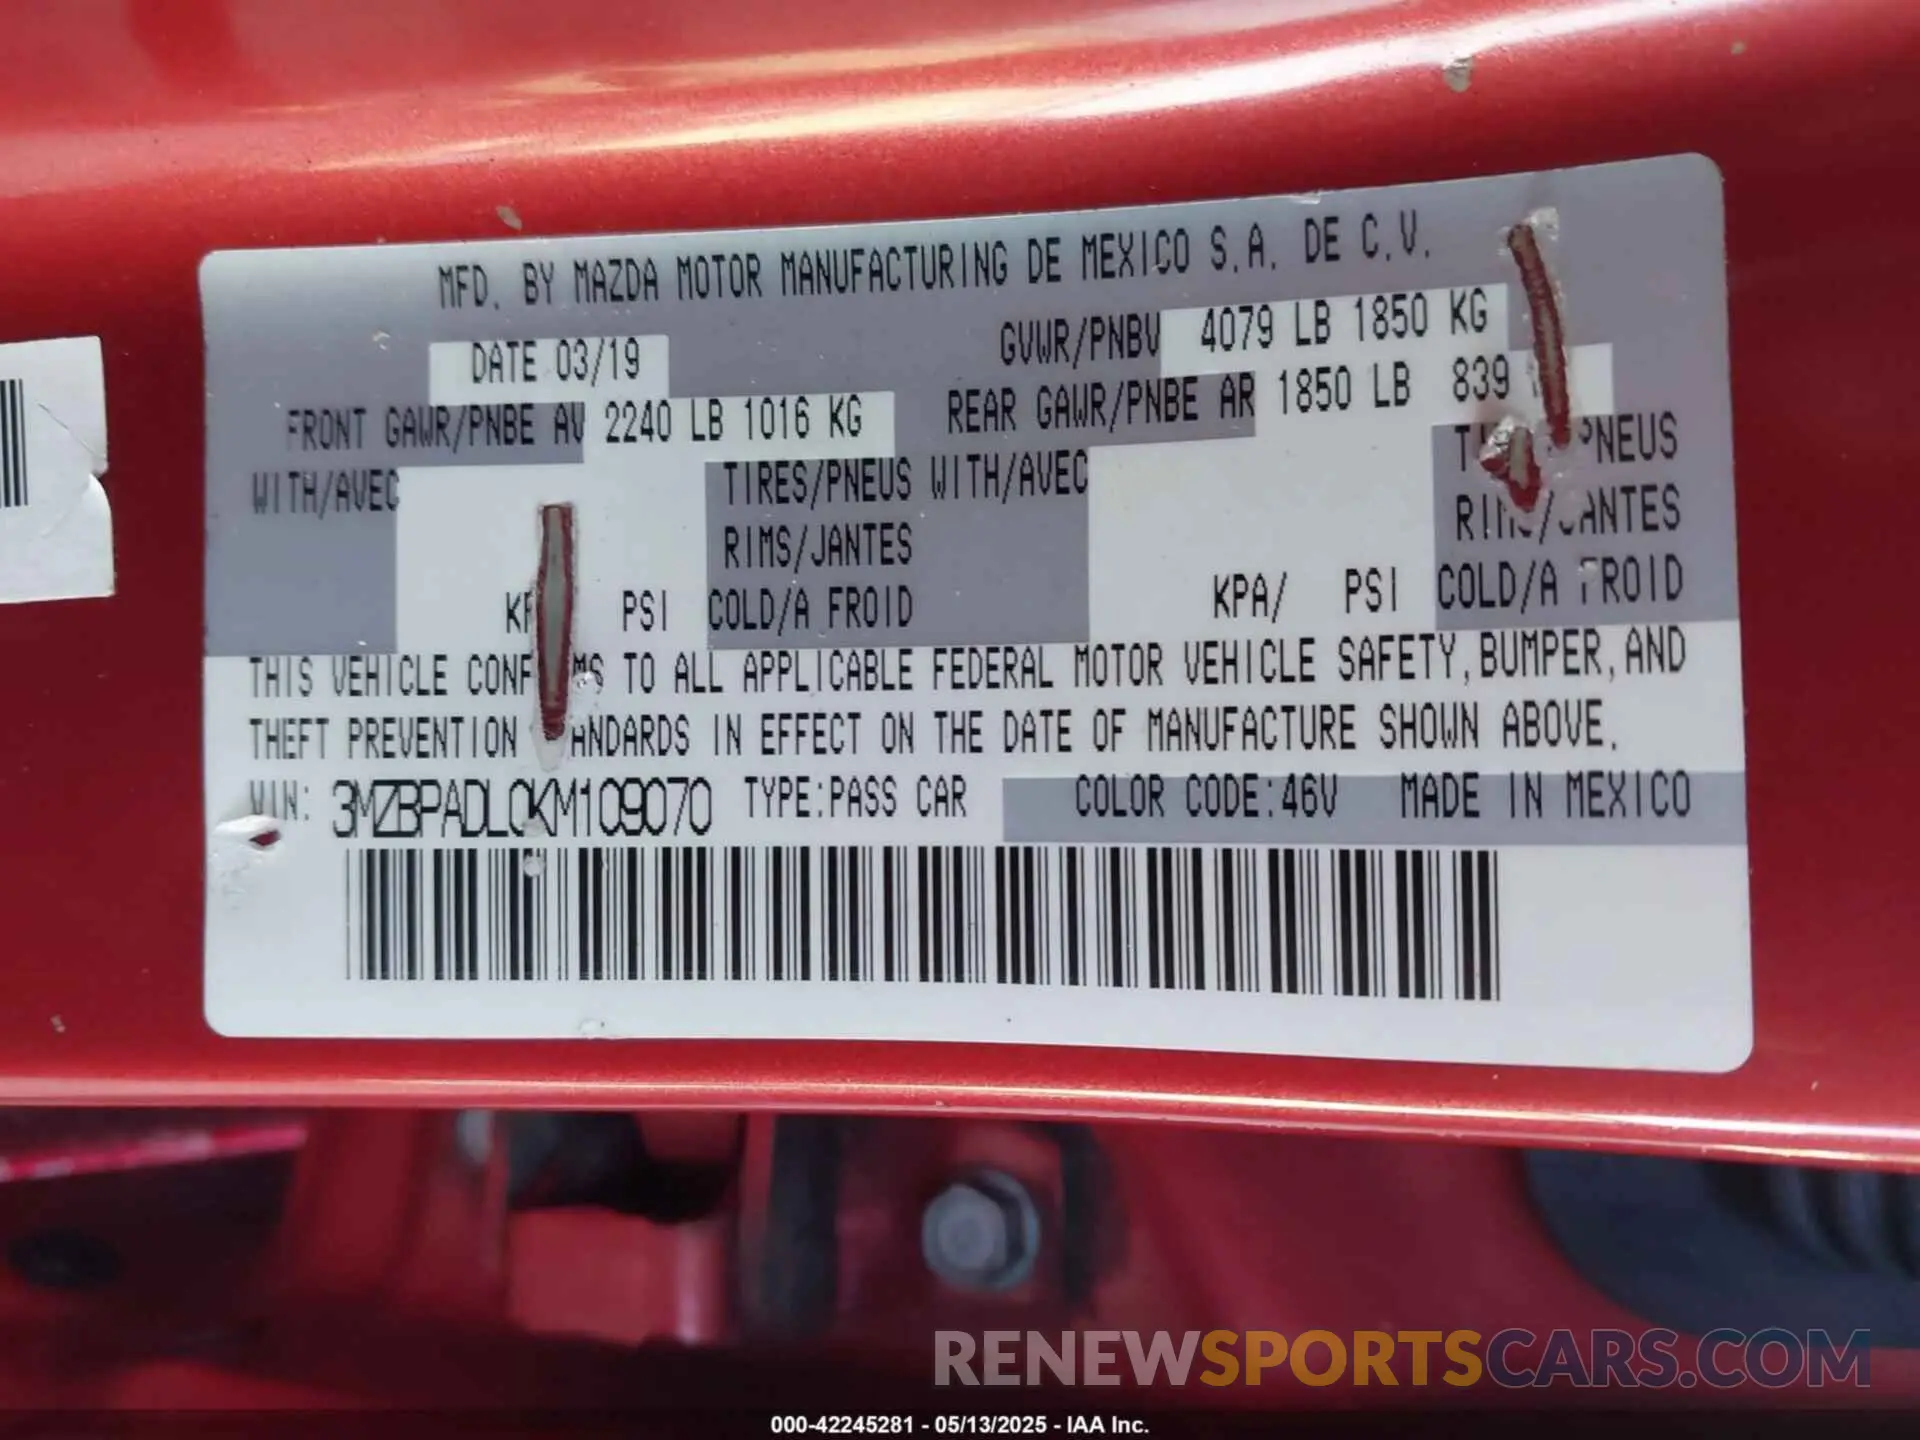 MFD. BY MAZDA MOTOR MANUFACTURING DE MEXICO S.A. DE C.V.
DATE 03/19 GVWR/PNBV 4079 LB 1850 KG
FRONT GAWR/PNBE AV 2240 LB 1016 KG REAR GAWR/PNBE AR 1850 LB 839
WITH/AVEC TIRES/PNEUS WITH/AVEC PNEUS
RIMS/JANTES RIMS/JANTES
PSI COLD/A FROID KPA/ PSI COLD/A FROID
THIS VEHICLE CONFORMS TO ALL APPLICABLE FEDERAL MOTOR VEHICLE SAFETY, BUMPER, AND
THEFT PREVENTION STANDARDS IN EFFECT ON THE DATE OF MANUFACTURE SHOWN ABOVE.
VIN: 3MZBPADL0KM109070 TYPE:PASS CAR COLOR CODE:46V MADE IN MEXICO
RENEWSPORTSCARS.COM
000-42245281 - 05/13/2025 - IAA Inc.